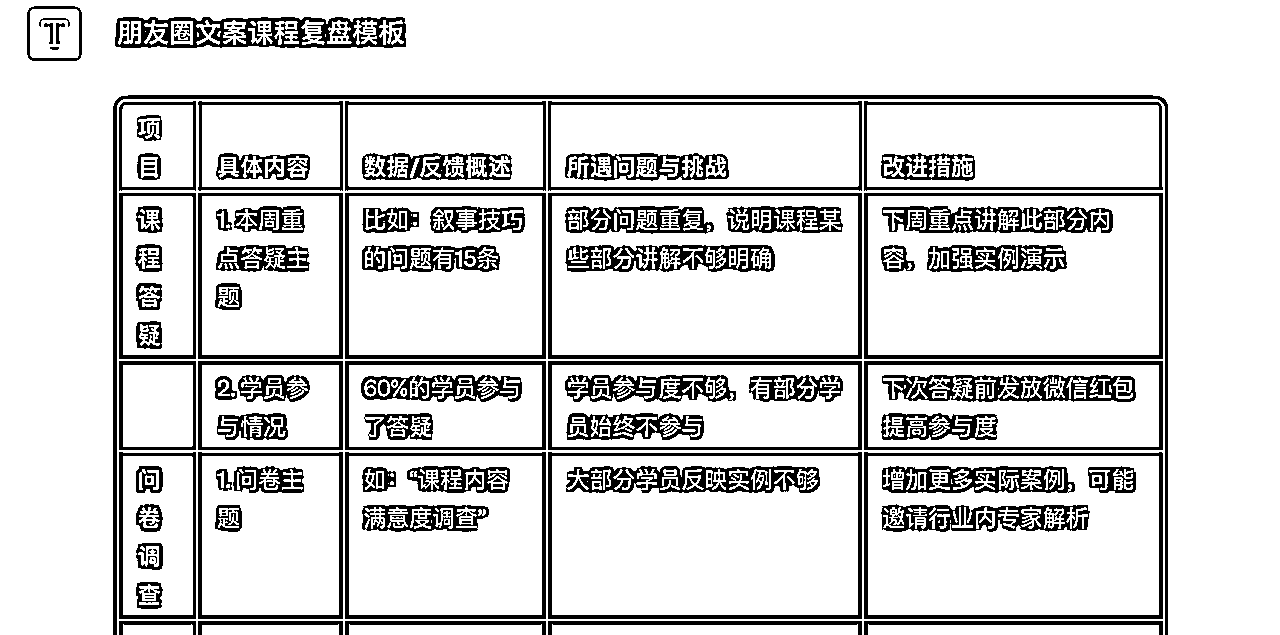 朋友圈文案课程复盘模板
项
目
具体内容
数据/反馈概述
所遇问题与挑战
改进措施
课
程
答
疑
1.本周重
点答疑主
题
比如：叙事技巧
的问题有15条
部分问题重复，说明课程某
些部分讲解不够明确
下周重点讲解此部分内
容，加强实例演示
2.学员参
与情况
60%的学员参与
了答疑
学员参与度不够，有部分学
员始终不参与
下次答疑前发放微信红包
提高参与度
问
卷
调
查
1.问卷主
题
如：“课程内容
满意度调查”
大部分学员反映实例不够
增加更多实际案例，可能
邀请行业内专家解析